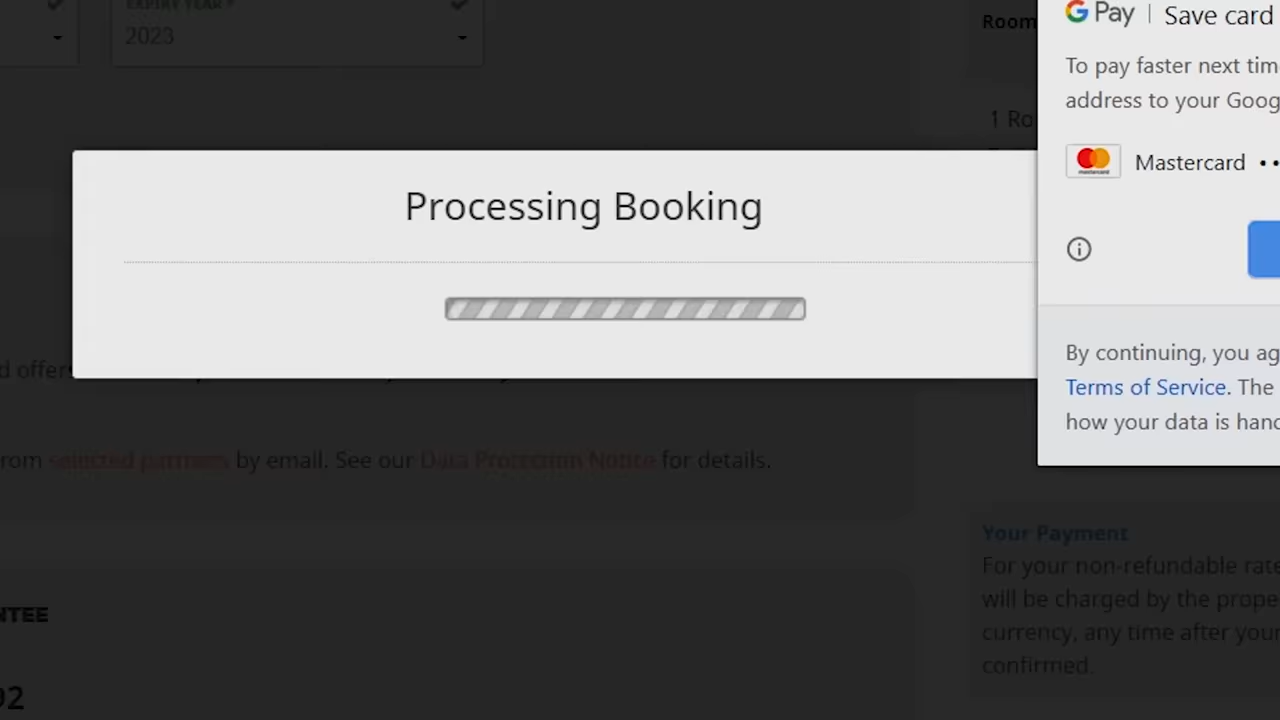 EXPIRY YEAR *
2023
Room
G Pay | Save card
To pay faster next tim
address to your Goog
1 Ro
Mastercard ••
mastercard
Processing Booking
By continuing, you ag
Terms of Service. The
how your data is hand
d offers
rom selected partners by email. See our Data Protection Notice for details.
Your Payment
For your non-refundable rate
will be charged by the prope
currency, any time after your
confirmed.
NTEE
92